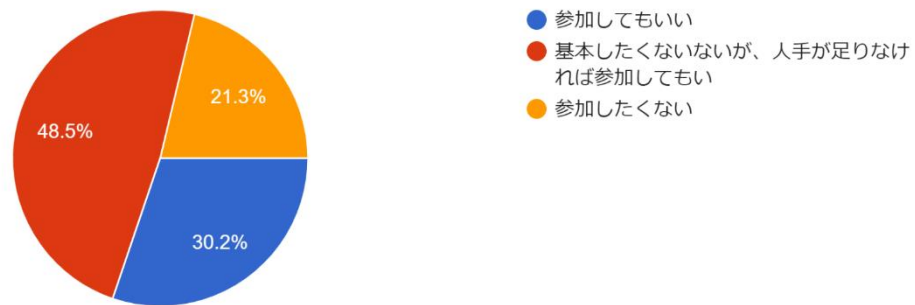 参加してもいい
基本したくないないが、人手が足りなけ
れば参加してもい
参加したくない
21.3%
48.5%
30.2%